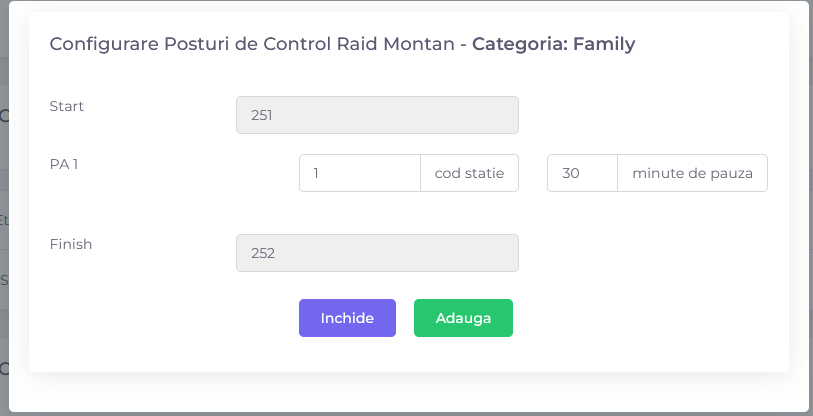 Configurare Posturi de Control Raid Montan - Categoria: Family
Start 251
PA 1 1 cod statie 30 minute de pauza
Finish 252
Inchide Adauga